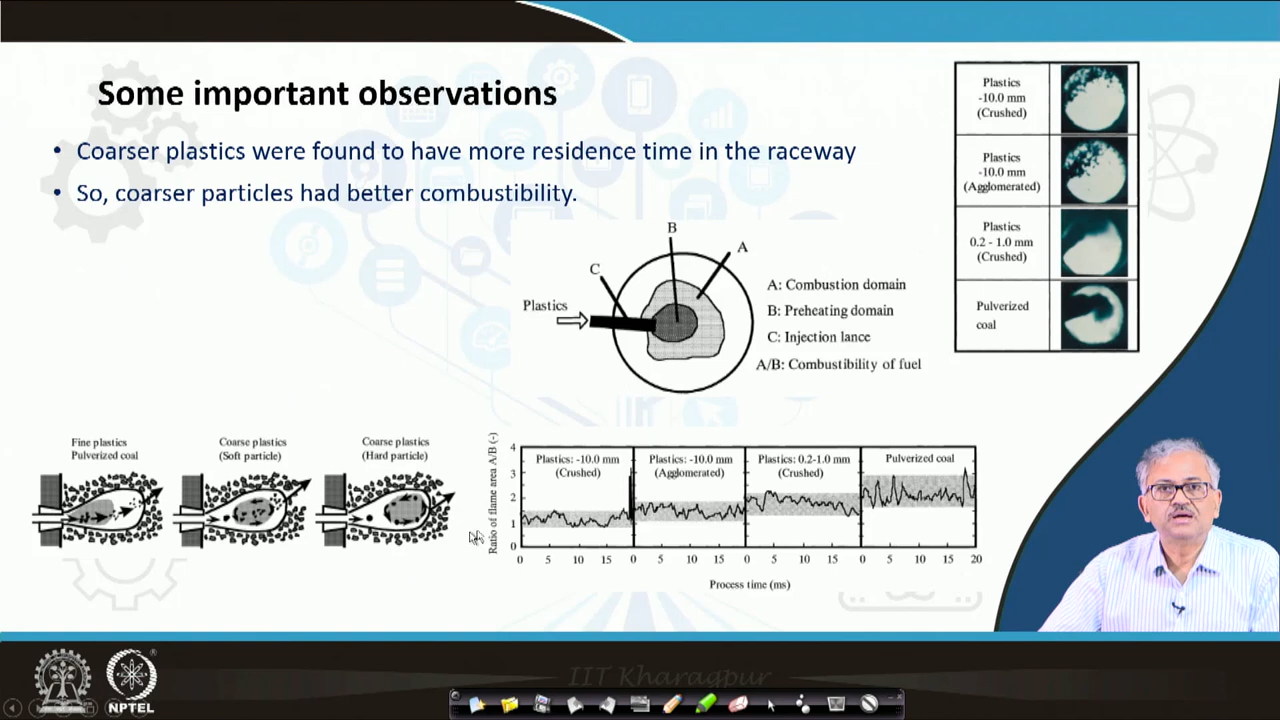 Some important observations
• Coarser plastics were found to have more residence time in the raceway
• So, coarser particles had better combustibility.
Plastics
-10.0 mm
(Crushed)
Plastics
-10.0 mm
(Agglomerated)
Plastics
0.2 - 1.0 mm
(Crushed)
Pulverized
coal
B
A
C
Plastics
A: Combustion domain
B: Preheating domain
C: Injection lance
A/B: Combustibility of fuel
Fine plastics
Pulverized coal
Coarse plastics
(Soft particle)
Coarse plastics
(Hard particle)
Ratio of flame area A/B (-)
4
3
2
1
0
Plastics: -10.0 mm
(Crushed)
Plastics: -10.0 mm
(Agglomerated)
Plastics: 0.2-1.0 mm
(Crushed)
Pulverized coal
0 5 10 15 0 5 10 15 0 5 10 15 0 5 10 15 20
Process time (ms)
IIT Kharagpur
NPTEL
®